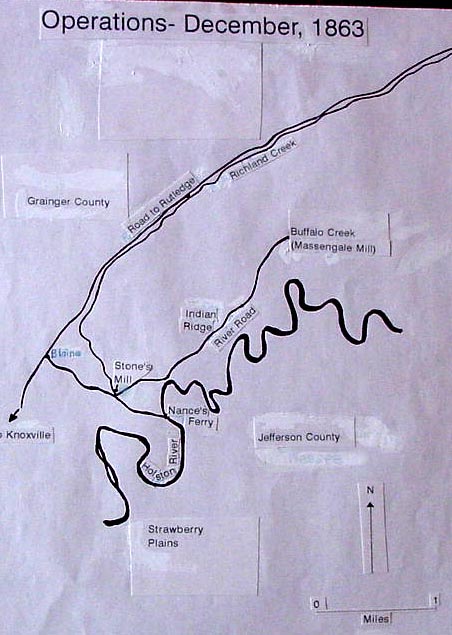 Operations- December, 1863
Richland Creek
Road to Rutledge
Grainger County
Buffalo Creek
(Massengale Mill)
Indian
Ridge
River Road
Blaine
Stone's
Mill
Nance's
Ferry
o Knoxville
Jefferson County
Holston River
N
Strawberry
Plains
0 1
Miles